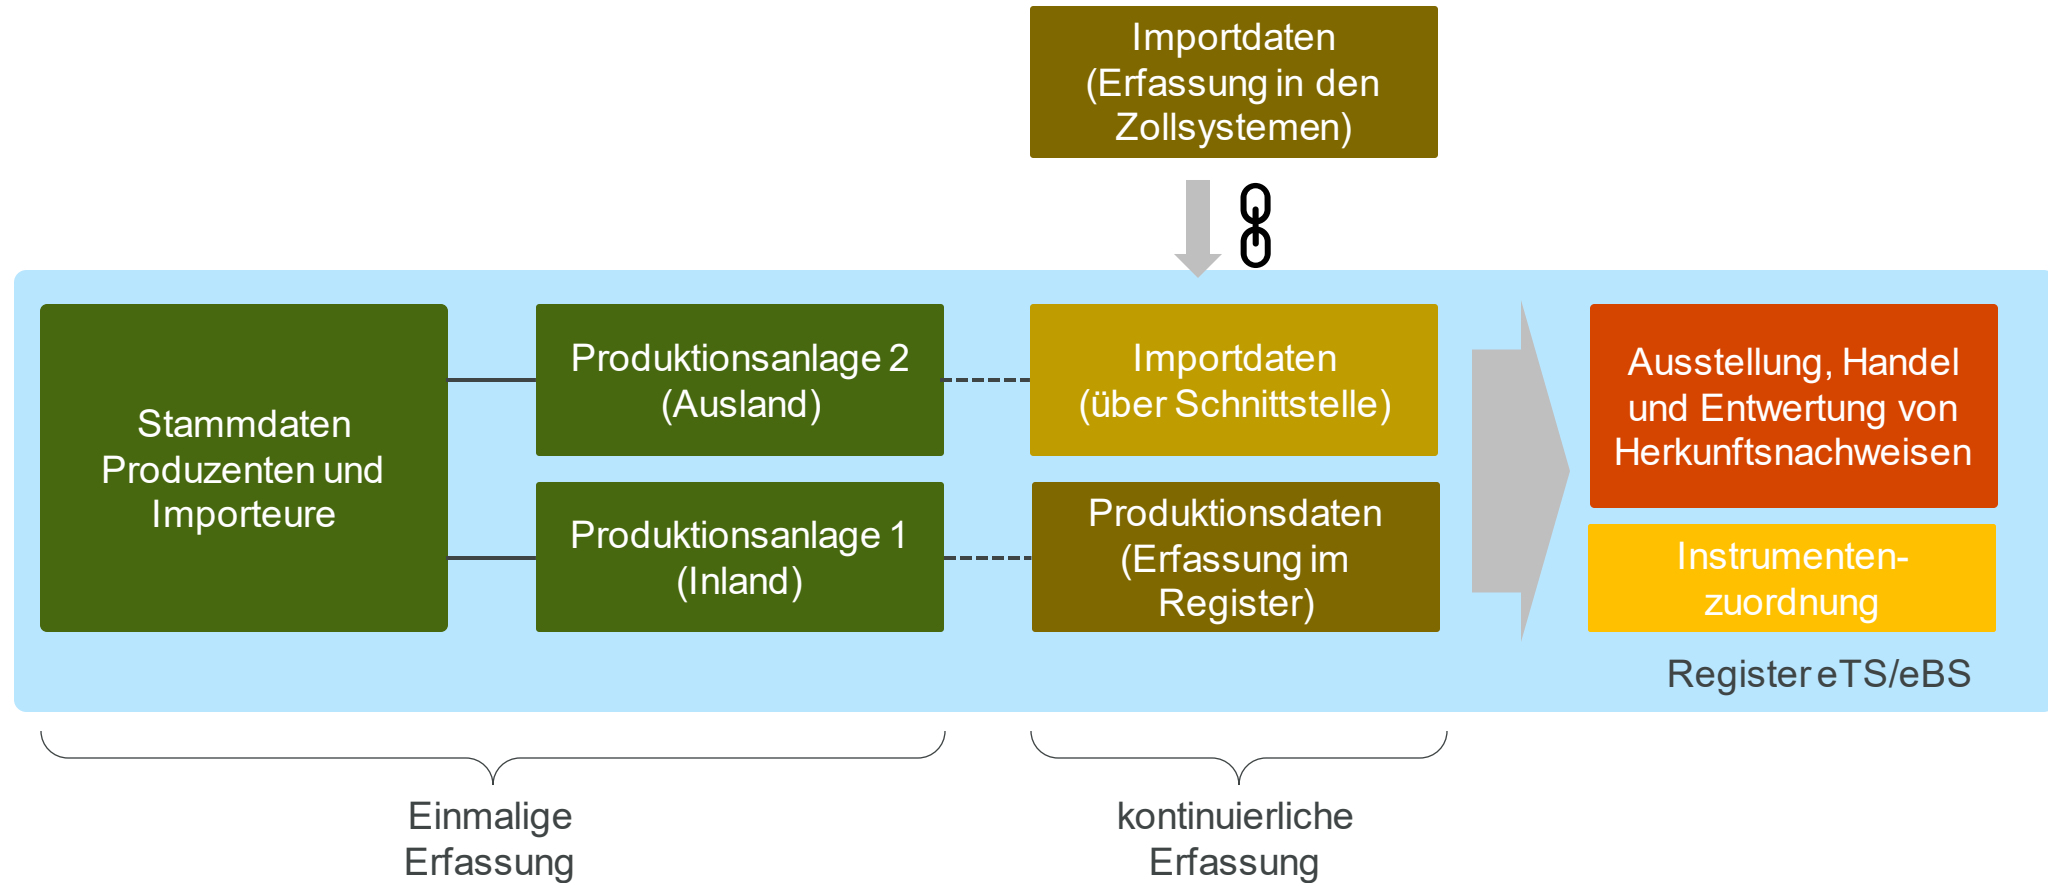 Importdaten
(Erfassung in den
Zollsystemen)
Stammdaten
Produzenten und
Importeure
Produktionsanlage 2
(Ausland)
Importdaten
(über Schnittstelle)
Ausstellung, Handel
und Entwertung von
Herkunftsnachweisen
Produktionsanlage 1
(Inland)
Produktionsdaten
(Erfassung im
Register)
Instrumenten-
zuordnung
Register eTS/eBS
Einmalige
Erfassung
kontinuierliche
Erfassung